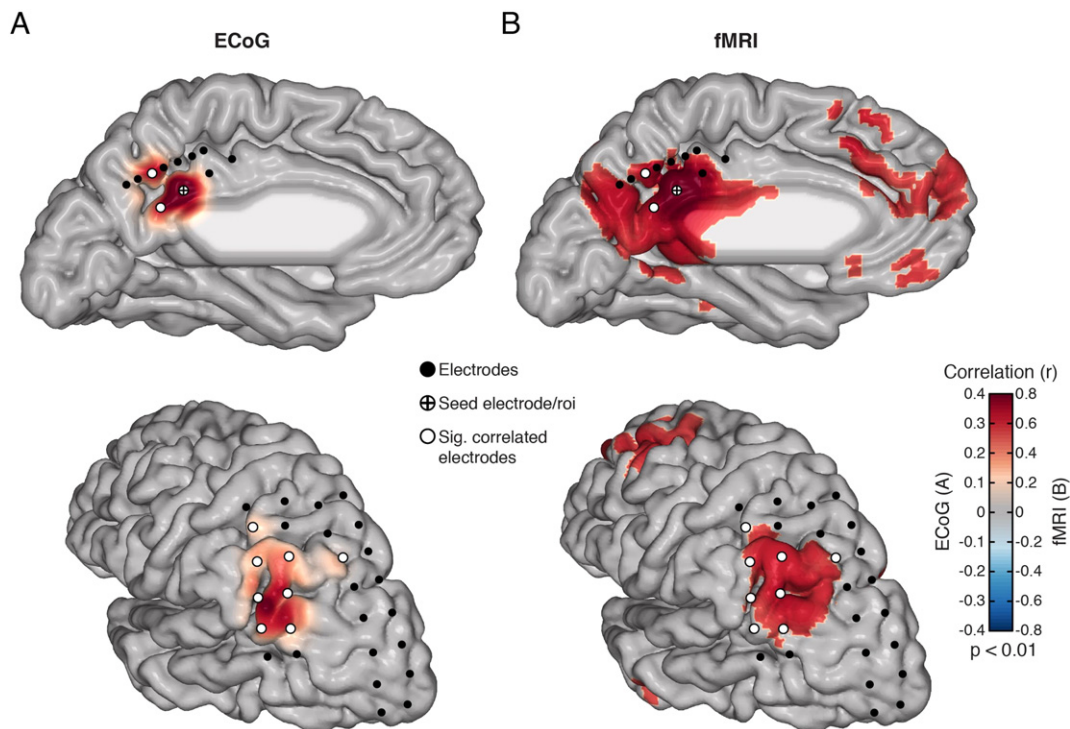 A
B
ECoG
fMRI
Electrodes
Seed electrode/roi
Sig. correlated
electrodes
Correlation (r)
0.4 0.8
0.3 0.6
0.2 0.4
0.1 0.2
0 0
-0.1 -0.2
-0.2 -0.4
-0.3 -0.6
-0.4 -0.8
ECoG (A)
fMRI (B)
p < 0.01